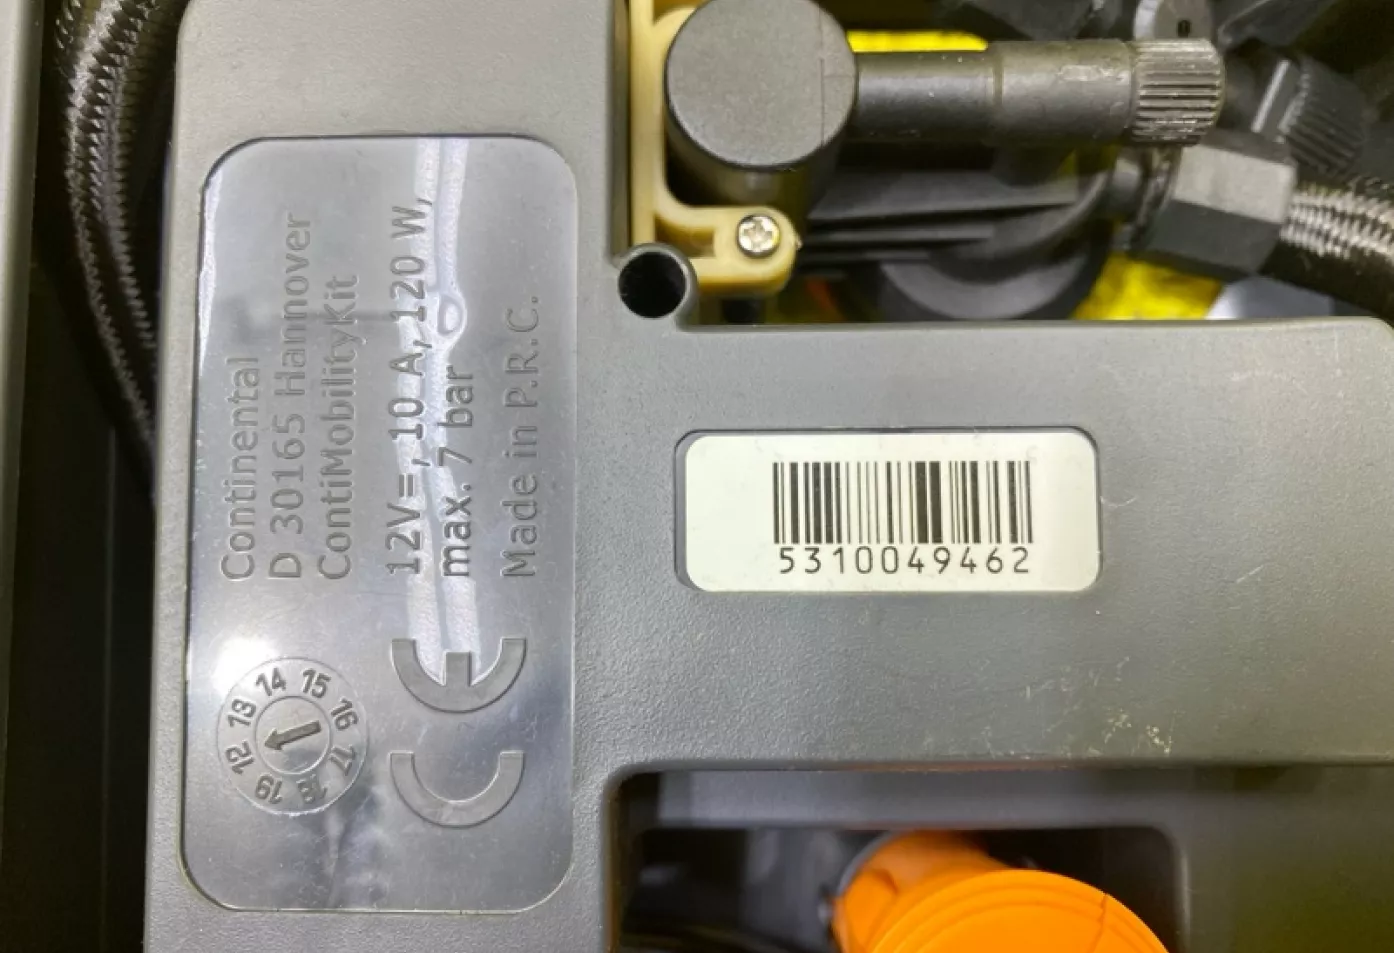 Continental
D 30165 Hannover
ContiMobilityKit
12V=, 10 A, 120 W,
max. 7 bar
Made in P.R.C.
CE
12 13 14 15 16 17 18 19
5310049462